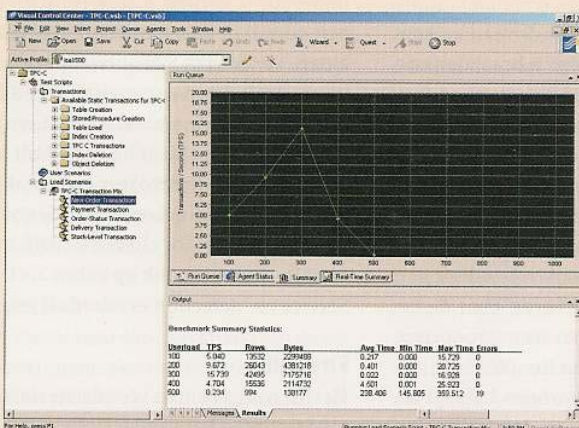 Visual Control Center - TPC-C.vsb - [TPC-C.vsb]
File Edit View Insert Project Queue Agents Tools Window Help
New Open Save Cut Copy Paste Undo Wizard Quest Start Stop
Active Profile:
Run Queue
TPC-C
Test Scripts
Transactions
Available Static Transactions for TPC-C
Table Creation
Stored Procedure Creation
Table Load
Index Creation
TPC C Transactions
Index Deletion
Object Deletion
User Scenarios
Load Scenarios
TPC-C Transaction Mix
New-Order Transaction
Payment Transaction
Order-Status Transaction
Delivery Transaction
Stock-Level Transaction
Transactions / Second (TPS)
20.00
18.75
17.50
16.25
15.00
13.75
12.50
11.25
10.00
8.75
7.50
6.25
5.00
3.75
2.50
1.25
0.00
100 200 300 400 500 600 700 800 900 1000
Run Queue Agent Status Summary Real-Time Summary
Output
Benchmark Summary Statistics:
Userload TPS Rows Bytes Avg Time Min Time Max Time Errors
100 5.040 13532 0.217 0.000 15.729 0
200 9.672 26043 4381218 0.401 0.000 20.725 0
300 15.739 42495 7175716 0.022 0.000 16.928 0
400 4.704 15536 2114732 4.501 0.001 25.923 0
500 0.234 994 138177 238.406 145.605 359.512 19
Messages Results
For Help, press F1